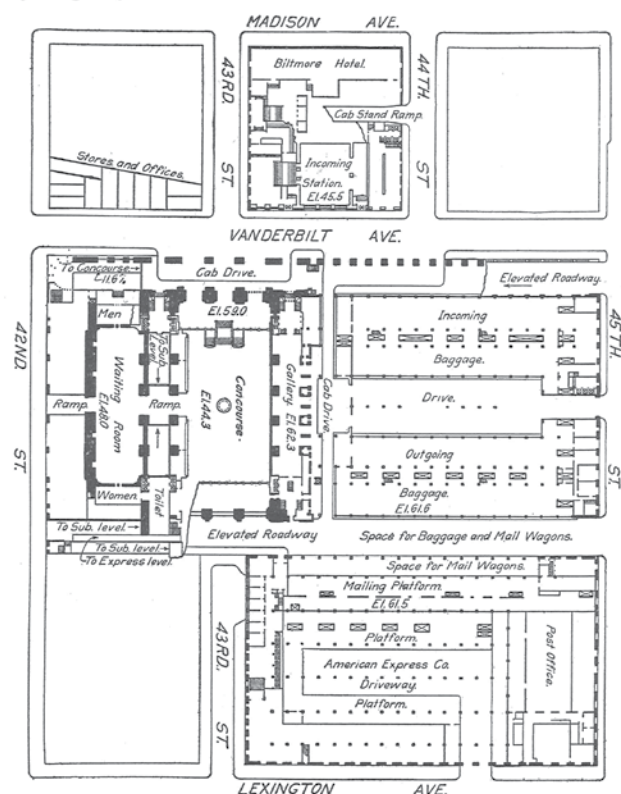 MADISON AVE.
43RD. ST.
44TH. ST
Biltmore Hotel.
Cab Stand Ramp.
Incoming
Station.
El.45.5
Stores and Offices.
VANDERBILT AVE.
To Concourse
Cab Drive.
Elevated Roadway.
El.59.0
Men
To Sub.
Level.
Incoming
Baggage.
42ND. ST.
45TH. ST.
Ramp.
Waiting Room
El.48.0
Ramp.
Concourse.
El.44.3
Gallery. El.62.3
Cab Drive.
Drive.
Outgoing
Baggage.
El.61.6
Women.
Toilet
To Sub. level.
Elevated Roadway
Space for Baggage and Mail Wagons.
To Sub. level.
To Express level.
Space for Mail Wagons.
Mailing Platform.
El.61.5
Platform.
43RD. ST.
American Express Co.
Driveway.
Platform.
Post Office.
LEXINGTON AVE.